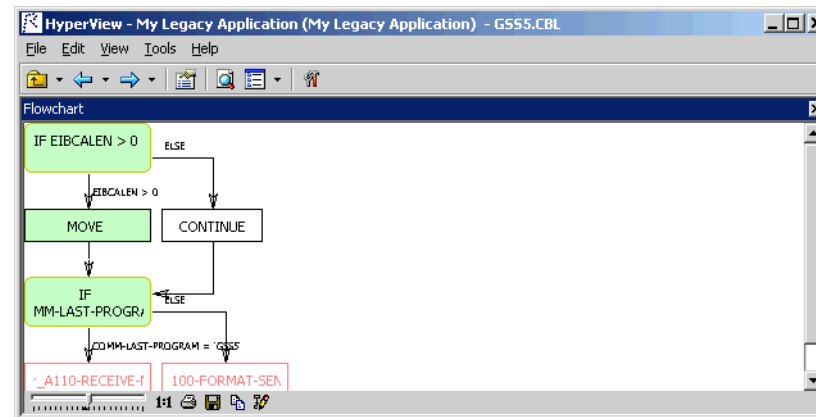 HyperView - My Legacy Application (My Legacy Application) - GSS5.CBL
File Edit View Tools Help
Flowchart
IF EIBCALEN > 0
ELSE
EIBCALEN > 0
MOVE
CONTINUE
IF
MM-LAST-PROGRA
ELSE
COMM-LAST-PROGRAM = 'GSS5
_A110-RECEIVE-M
100-FORMAT-SEN
1:1